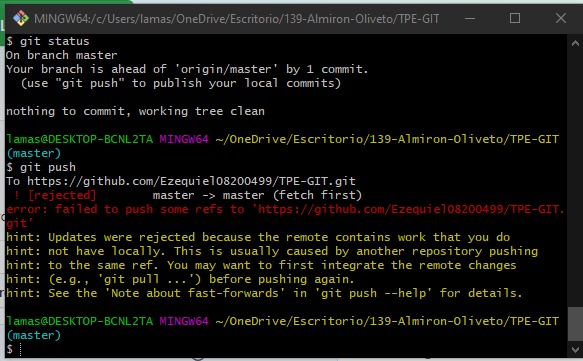 MINGW64:/c/Users/lamas/OneDrive/Escritorio/139-Almiron-Oliveto/TPE-GIT
$ git status
On branch master
Your branch is ahead of 'origin/master' by 1 commit.
(use "git push" to publish your local commits)
nothing to commit, working tree clean
lamas@DESKTOP-BCNL2TA MINGW64 ~/OneDrive/Escritorio/139-Almiron-Oliveto/TPE-GIT
(master)
$ git push
To https://github.com/Ezequiel08200499/TPE-GIT.git
! [rejected] master -> master (fetch first)
error: failed to push some refs to 'https://github.com/Ezequiel08200499/TPE-GIT.
git'
hint: Updates were rejected because the remote contains work that you do
hint: not have locally. This is usually caused by another repository pushing
hint: to the same ref. You may want to first integrate the remote changes
hint: (e.g., 'git pull ...') before pushing again.
hint: See the 'Note about fast-forwards' in 'git push --help' for details.
lamas@DESKTOP-BCNL2TA MINGW64 ~/OneDrive/Escritorio/139-Almiron-Oliveto/TPE-GIT
(master)
$